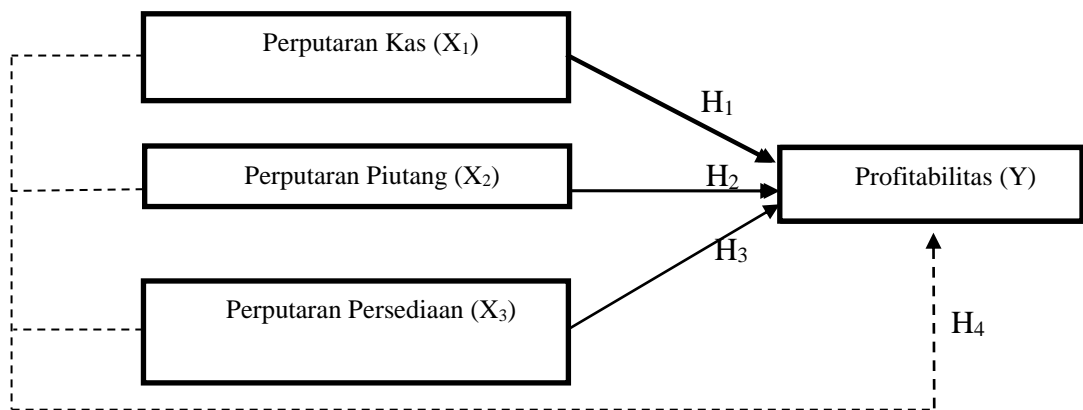 Perputaran Kas (X₁)
H₁
Perputaran Piutang (X₂)
H₂
Profitabilitas (Y)
H₃
Perputaran Persediaan (X₃)
H₄